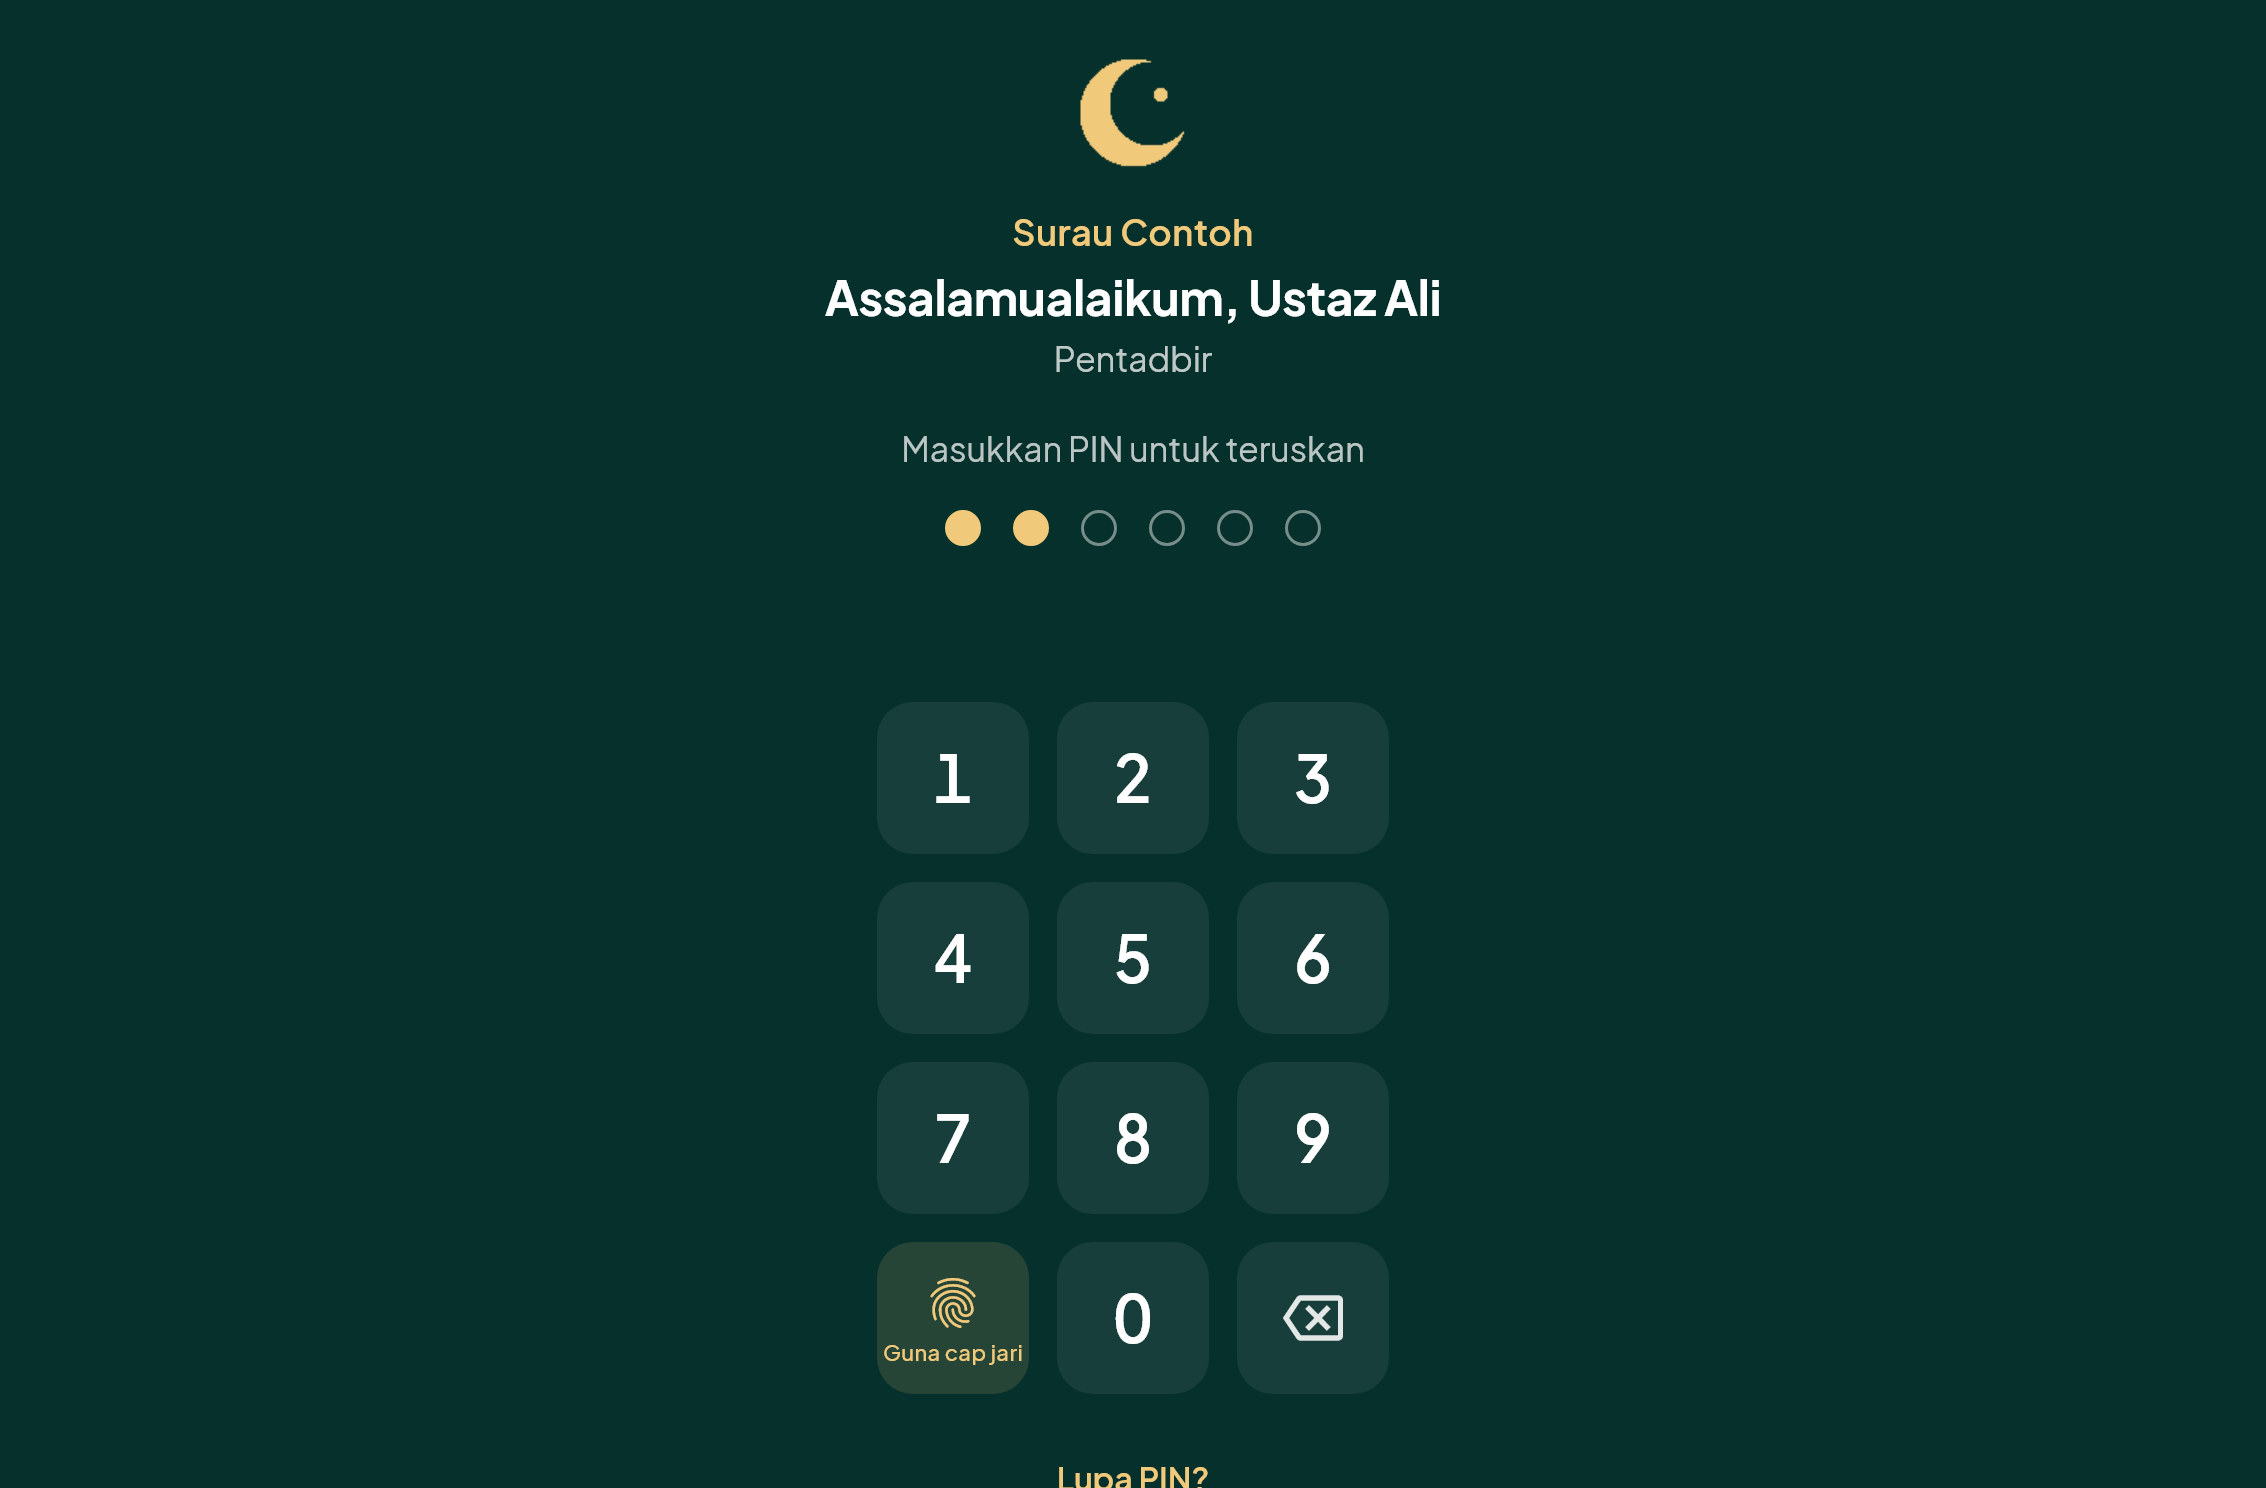 Surau Contoh
Assalamualaikum, Ustaz Ali
Pentadbir
Masukkan PIN untuk teruskan
1 2 3
4 5 6
7 8 9
Guna cap jari 0
Lupa PIN?